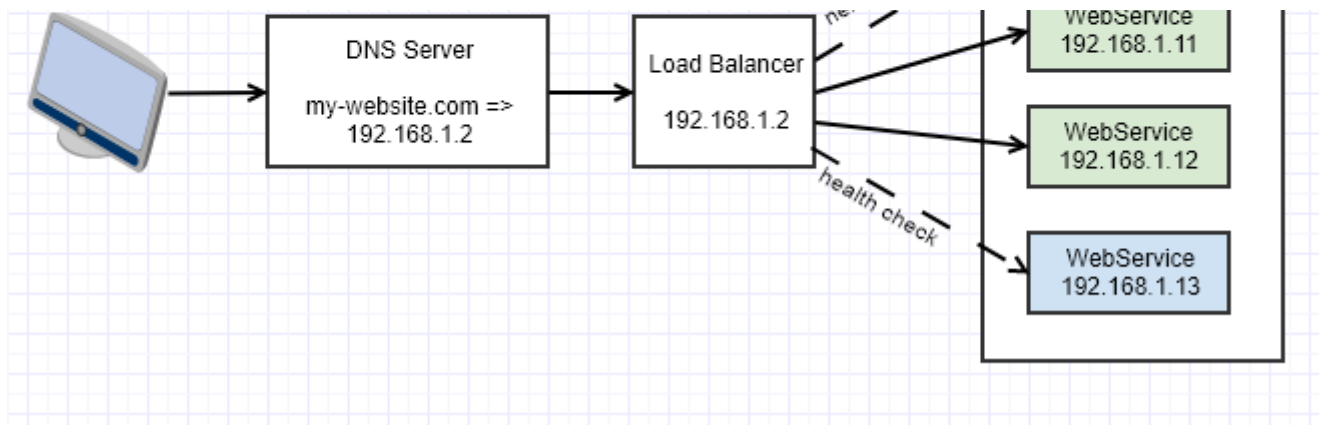 DNS Server
my-website.com =>
192.168.1.2
Load Balancer
192.168.1.2
WebService
192.168.1.11
WebService
192.168.1.12
health check
WebService
192.168.1.13